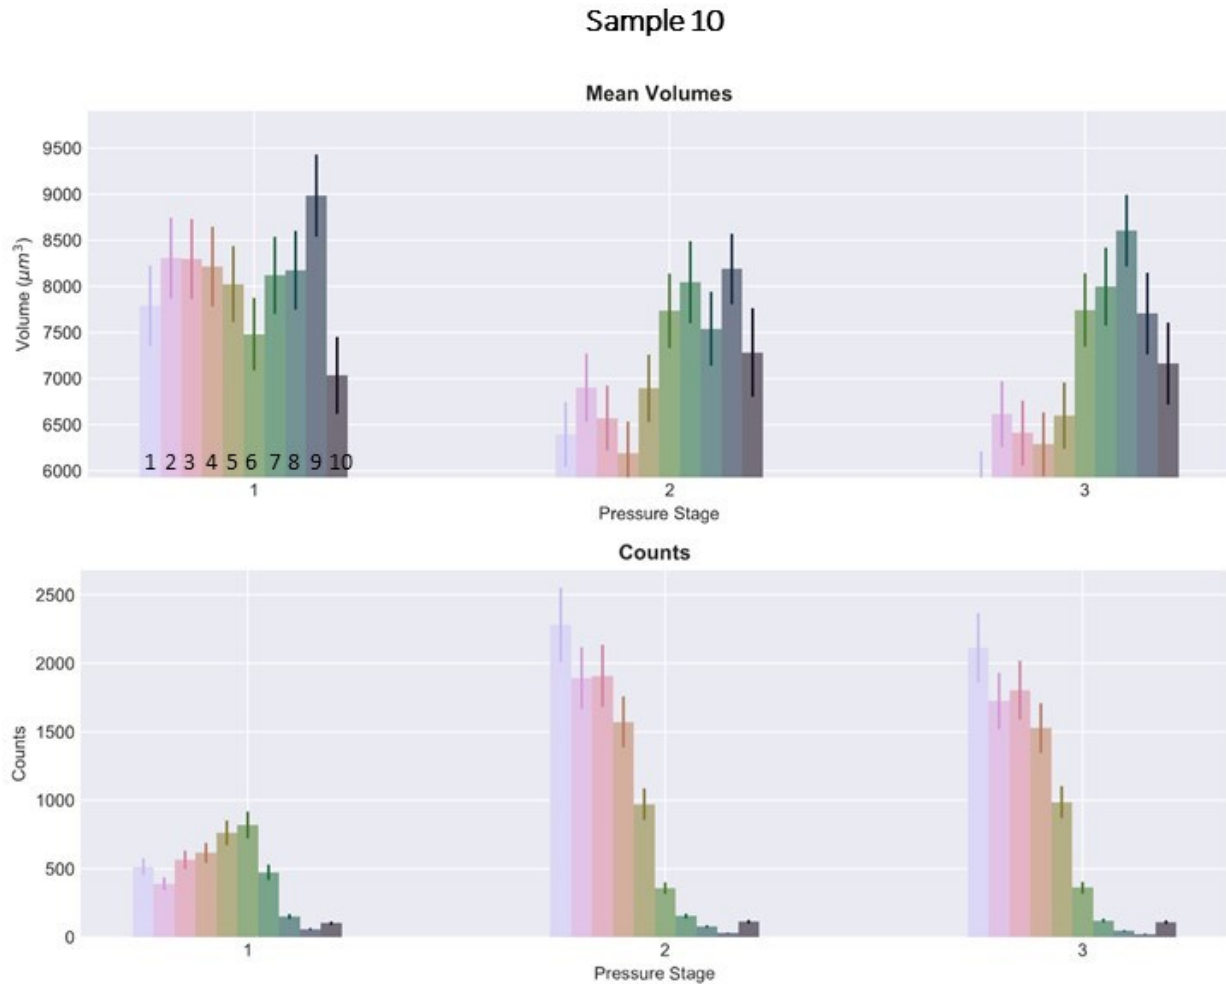 Sample 10
Mean Volumes
9500
9000
8500
8000
7500
7000
6500
6000
Volume (μm³)
1 2 3 4 5 6 7 8 9 10
1 2 3
Pressure Stage
Counts
2500
2000
1500
1000
500
0
Counts
1 2 3
Pressure Stage